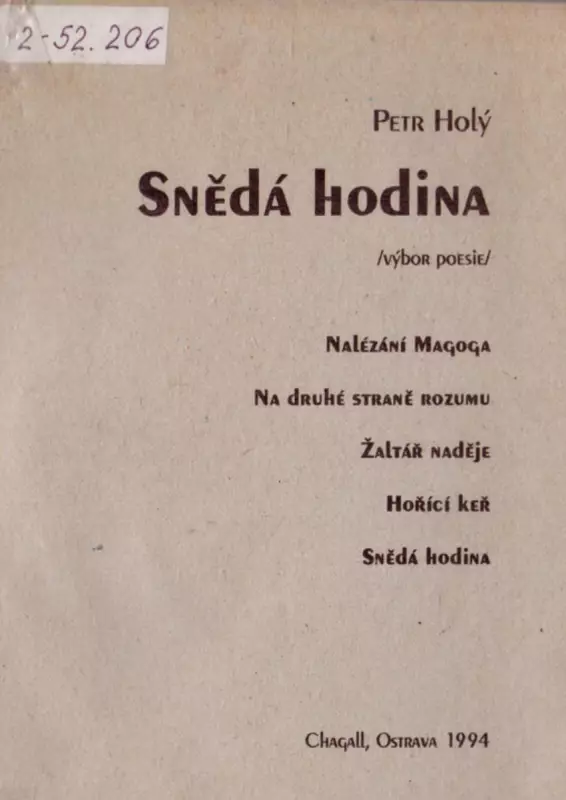 2-52.206
Petr Holý
Snědá hodina
/výbor poesie/
Nalézání Magoga
Na druhé straně rozumu
Žaltář naděje
Hořící keř
Snědá hodina
Chagall, Ostrava 1994